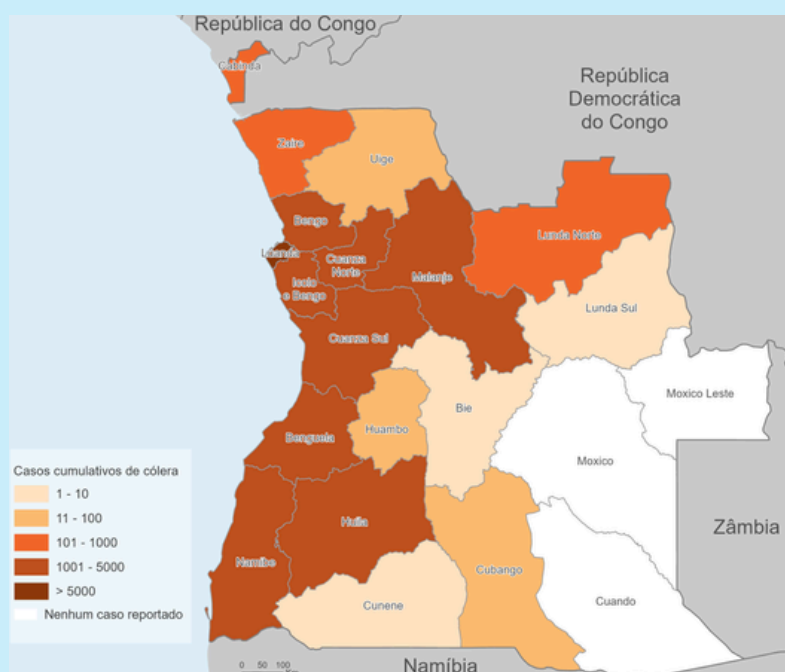 República do Congo
Cabinda
República
Democrática
do Congo
Zaire
Uige
Bengo
Lunda Norte
Luanda
Cuanza
Norte
Malanje
Icolo
e Bengo
Lunda Sul
Cuanza Sul
Moxico Leste
Bie
Huambo
Benguela
Moxico
Casos cumulativos de cólera
1 - 10
11 - 100
101 - 1000
1001 - 5000
> 5000
Nenhum caso reportado
Huila
Zâmbia
Namibe
Cubango
Cuando
Cunene
0 50 100
Km
Namíbia